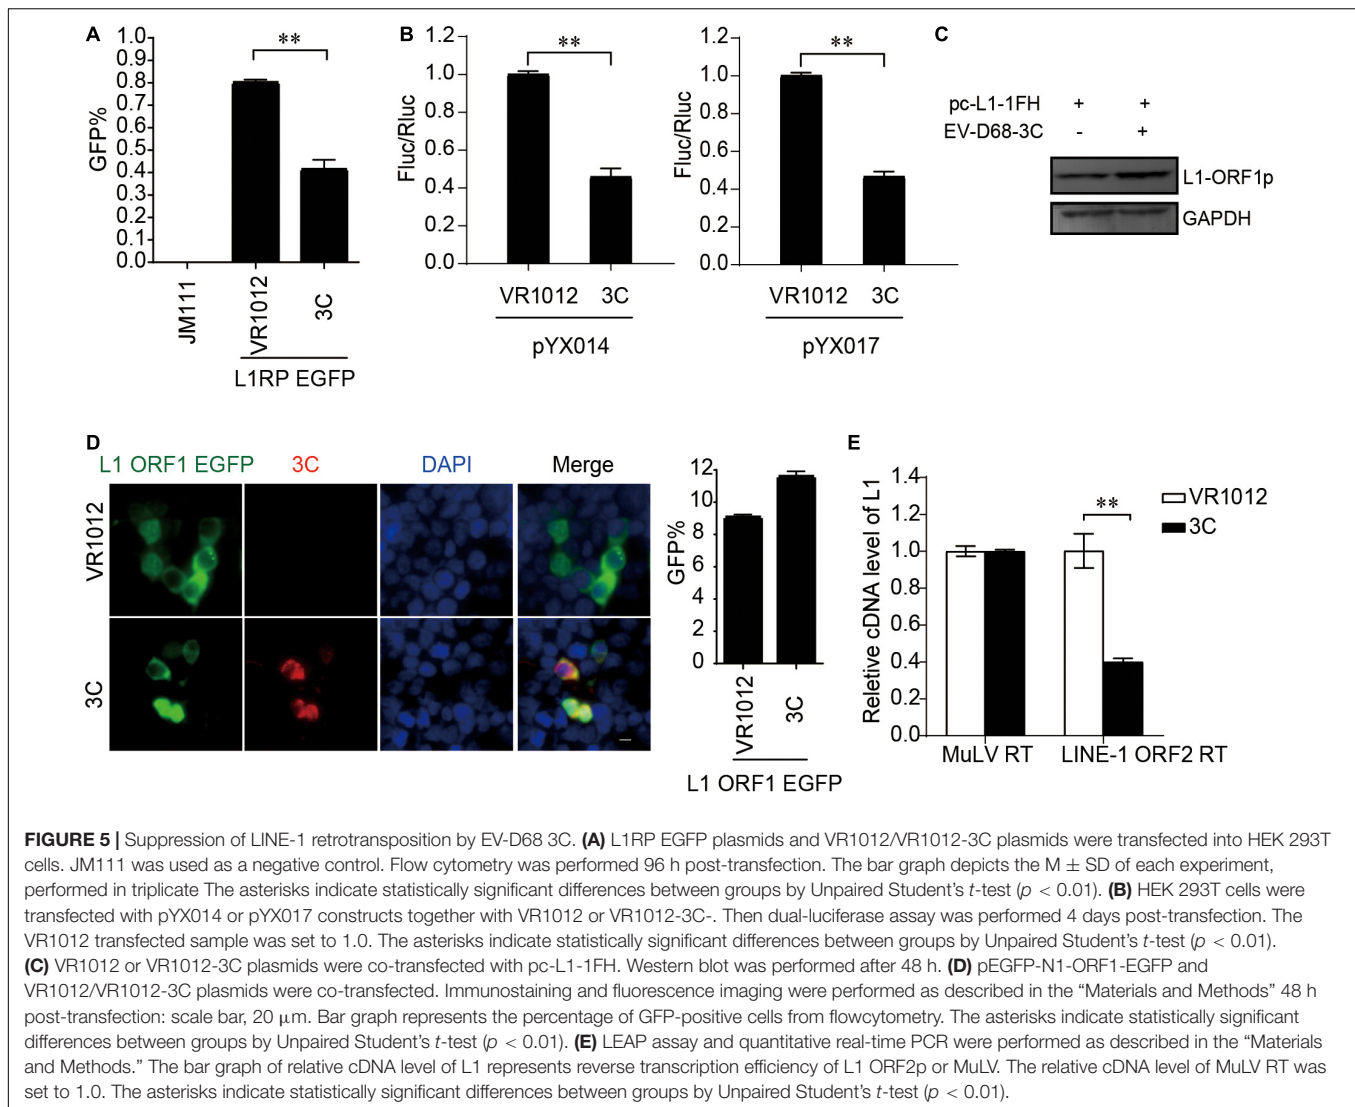 A
**
GFP%
1.0
0.9
0.8
0.7
0.6
0.5
0.4
0.3
0.2
0.1
0.0
JM111
VR1012
3C
L1RP EGFP
B
**
Fluc/Rluc
1.2
1.0
0.8
0.6
0.4
0.2
0.0
VR1012 3C
pYX014
**
Fluc/Rluc
1.2
1.0
0.8
0.6
0.4
0.2
0.0
VR1012 3C
pYX017
C
pc-L1-1FH + +
EV-D68-3C - +
L1-ORF1p
GAPDH
D
L1 ORF1 EGFP 3C DAPI Merge
VR1012
3C
GFP%
12
10
8
6
4
2
0
VR1012
3C
L1 ORF1 EGFP
E
Reletive cDNA level of L1
1.4
1.2
1.0
0.8
0.6
0.4
0.2
0.0
**
VR1012
3C
MuLV RT LINE-1 ORF2 RT
FIGURE 5 | Suppression of LINE-1 retrotransposition by EV-D68 3C. (A) L1RP EGFP plasmids and VR1012/VR1012-3C plasmids were transfected into HEK 293T
cells. JM111 was used as a negative control. Flow cytometry was performed 96 h post-transfection. The bar graph depicts the M ± SD of each experiment,
performed in triplicate The asterisks indicate statistically significant differences between groups by Unpaired Student's t-test (p < 0.01). (B) HEK 293T cells were
transfected with pYX014 or pYX017 constructs together with VR1012 or VR1012-3C-. Then dual-luciferase assay was performed 4 days post-transfection. The
VR1012 transfected sample was set to 1.0. The asterisks indicate statistically significant differences between groups by Unpaired Student's t-test (p < 0.01).
(C) VR1012 or VR1012-3C plasmids were co-transfected with pc-L1-1FH. Western blot was performed after 48 h. (D) pEGFP-N1-ORF1-EGFP and
VR1012/VR1012-3C plasmids were co-transfected. Immunostaining and fluorescence imaging were performed as described in the "Materials and Methods" 48 h
post-transfection: scale bar, 20 μm. Bar graph represents the percentage of GFP-positive cells from flowcytometry. The asterisks indicate statistically significant
differences between groups by Unpaired Student's t-test (p < 0.01). (E) LEAP assay and quantitative real-time PCR were performed as described in the "Materials
and Methods." The bar graph of relative cDNA level of L1 represents reverse transcription efficiency of L1 ORF2p or MuLV. The relative cDNA level of MuLV RT was
set to 1.0. The asterisks indicate statistically significant differences between groups by Unpaired Student's t-test (p < 0.01).